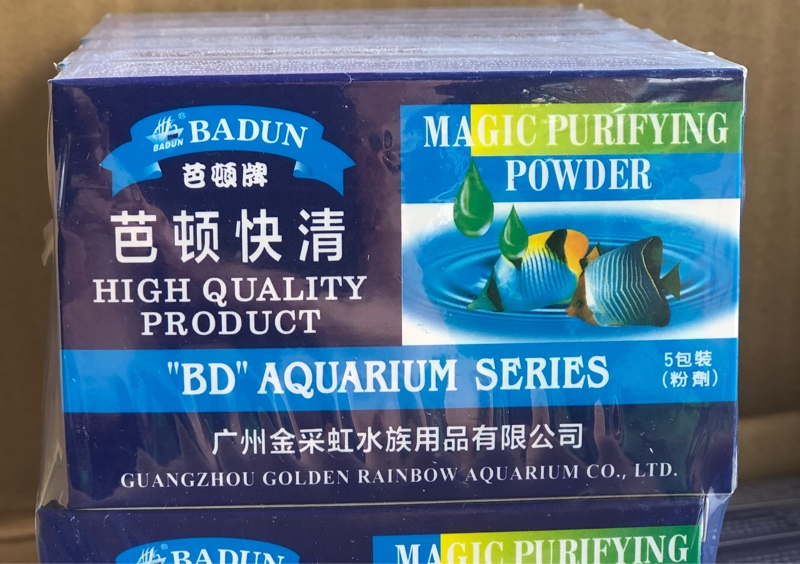 BADUN
BADUN
芭顿牌
芭顿快清
HIGH QUALITY
PRODUCT
MAGIC PURIFYING
POWDER
"BD" AQUARIUM SERIES
5包裝
(粉劑)
广州金采虹水族用品有限公司
GUANGZHOU GOLDEN RAINBOW AQUARIUM CO., LTD.
BADUN
MAGIC PURIFYING